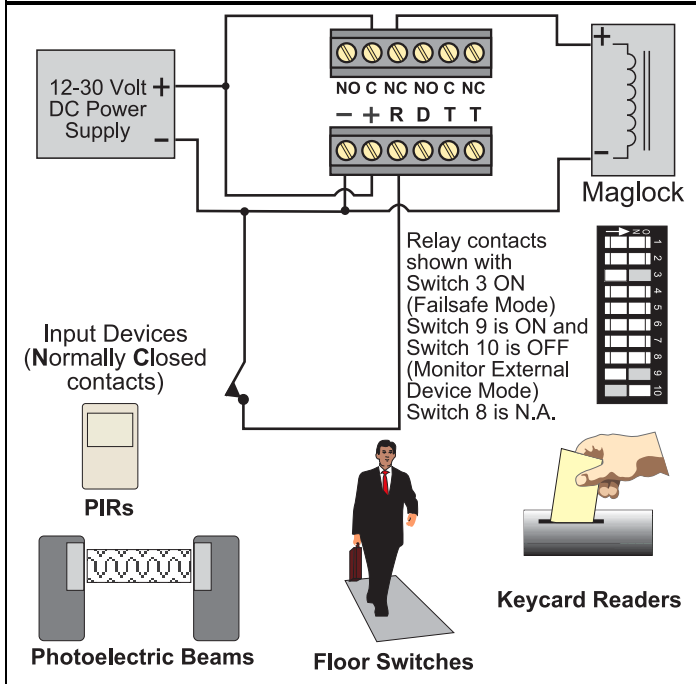 12-30 Volt +
DC Power
Supply
−
NO C NC NO C NC
− + R D T T
+
−
Maglock
Relay contacts
shown with
Switch 3 ON
(Failsafe Mode)
Switch 9 is ON and
Switch 10 is OFF
(Monitor External
Device Mode)
Switch 8 is N.A.
ON
1
2
3
4
5
6
7
8
9
10
Input Devices
(Normally Closed
contacts)
PIRs
Photoelectric Beams
Floor Switches
Keycard Readers